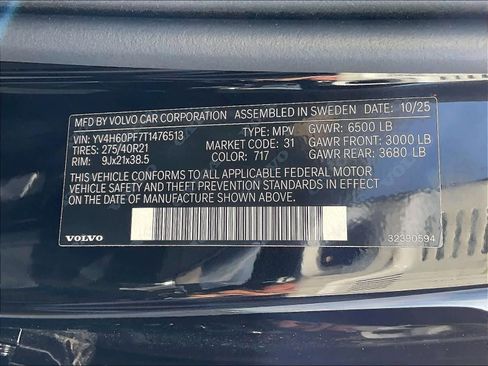 MFD BY VOLVO CAR CORPORATION ASSEMBLED IN SWEDEN DATE: 10/25
VIN: YV4H60PF7T1476513 TYPE: MPV GVWR: 6500 LB
TIRES: 275/40R21 MARKET CODE: 31 GAWR FRONT: 3000 LB
RIM: 9Jx21x38.5 COLOR: 717 GAWR REAR: 3680 LB
THIS VEHICLE CONFORMS TO ALL APPLICABLE FEDERAL MOTOR
VEHICLE SAFETY AND THEFT PREVENTION STANDARDS IN EFFECT
ON THE DATE OF MANUFACTURE SHOWN ABOVE.
VOLVO 32390594